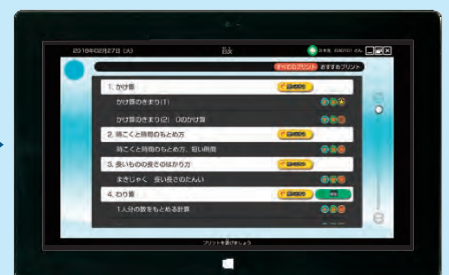 2018年02月27日 (火)
すべてのプリント おすすめプリント
1. かけ算
かけ算のきまり(1)
かけ算のきまり(2) 0のかけ算
2. 時こくと時間のもとめ方
時こくと時間のもとめ方、短い時間
3. 長いものの長さのはかり方
まきじゃく 長い長さのたんい
4. わり算
1人分の数をもとめる計算
プリントを選びましょう